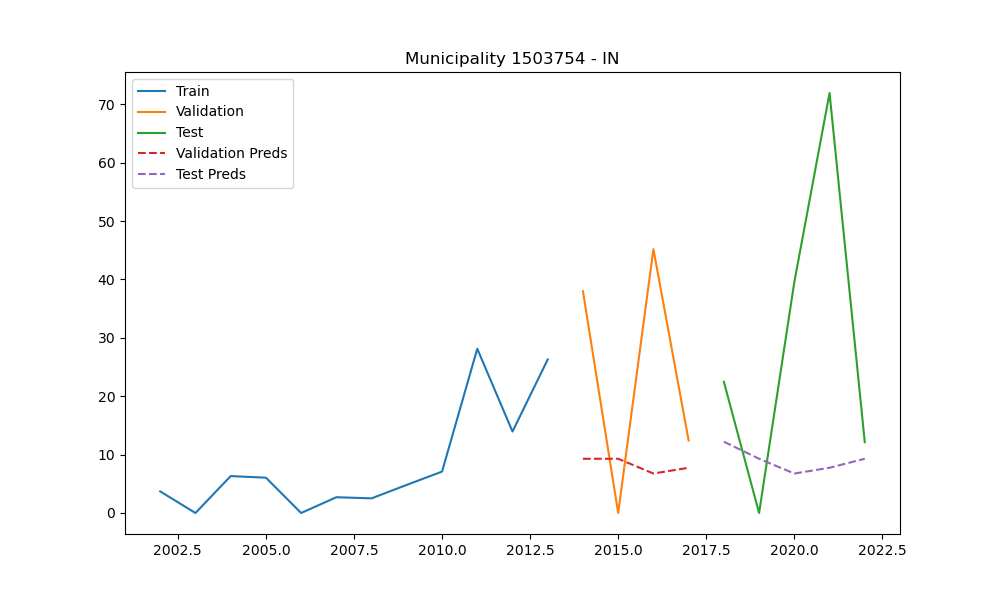 Municipality 1503754 - IN
Train
Validation
Test
Validation Preds
Test Preds
70
60
50
40
30
20
10
0
2002.5 2005.0 2007.5 2010.0 2012.5 2015.0 2017.5 2020.0 2022.5